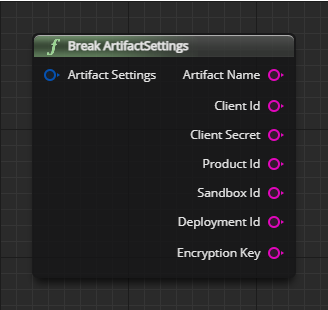 f Break ArtifactSettings
Artifact Settings Artifact Name
Client Id
Client Secret
Product Id
Sandbox Id
Deployment Id
Encryption Key